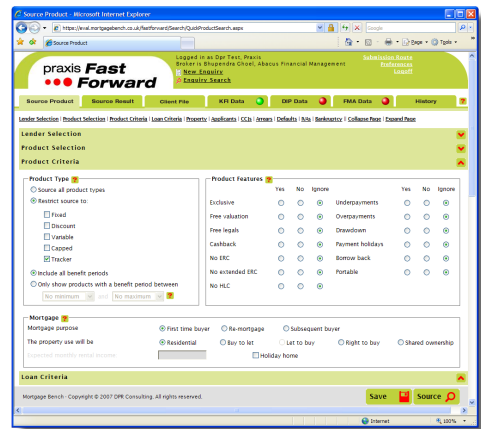 Source Product - Microsoft Internet Explorer
https://eval.mortgagebench.co.uk/fastforward/Search/QuickProductSearch.aspx
Google
Source Product
Page
Tools
praxis Fast Forward
Logged in as Dpr Test, Praxis
Broker is Bhupendra Choel, Abacus Financial Management
New Enquiry
Enquiry Search
Submission Route
Preferences
Logoff
Source Product
Source Result
Client File
KFI Data
DIP Data
FMA Data
History
?
Lender Selection | Product Selection | Product Criteria | Loan Criteria | Property | Applicants | CCJs | Arrears | Defaults | IVAs | Bankruptcy || Collapse Page | Expand Page
Lender Selection
Product Selection
Product Criteria
Product Type ?
Source all product types
Restrict source to:
Fixed
Discount
Variable
Capped
Tracker
Include all benefit periods
Only show products with a benefit period between
No minimum and No maximum ?
Product Features ?
Yes No Ignore Yes No Ignore
Exclusive Underpayments
Free valuation Overpayments
Free legals Drawdown
Cashback Payment holidays
No ERC Borrow back
No extended ERC Portable
No HLC
Mortgage ?
Mortgage purpose First time buyer Re-mortgage Subsequent buyer
The property use will be Residential Buy to let Let to buy Right to buy Shared ownership
Expected monthly rental income Holiday home
Loan Criteria
Mortgage Bench - Copyright © 2007 DPR Consulting. All rights reserved.
Save
Source
Internet
100%